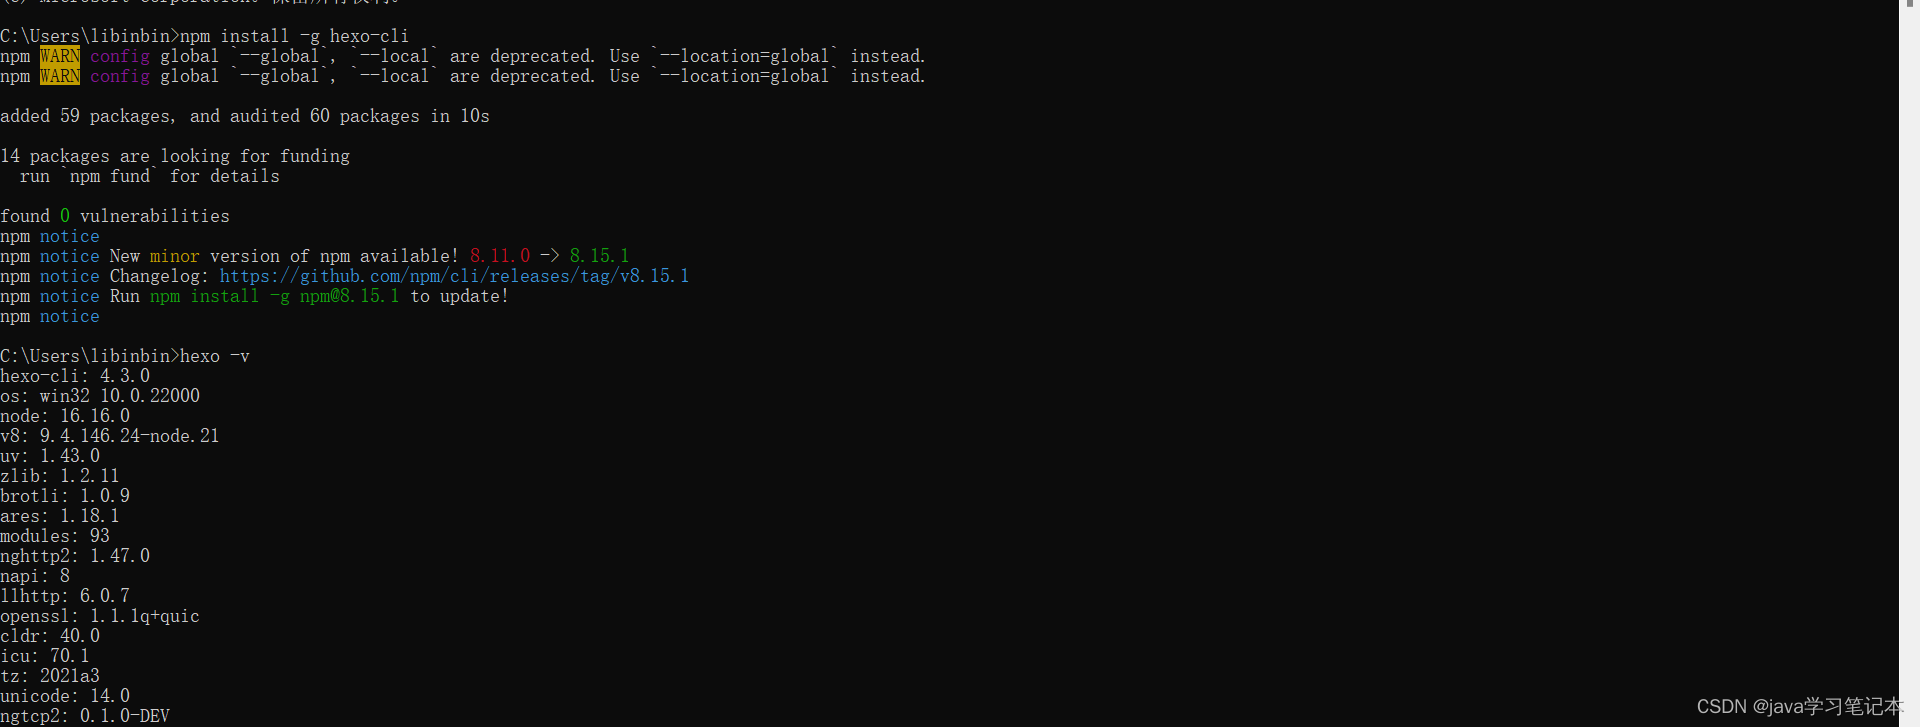 (c) Microsoft Corporation. 保留所有权利。
C:\Users\libinbin>npm install -g hexo-cli
npm WARN config global `--global`, `--local` are deprecated. Use `--location=global` instead.
npm WARN config global `--global`, `--local` are deprecated. Use `--location=global` instead.
added 59 packages, and audited 60 packages in 10s
14 packages are looking for funding
  run `npm fund` for details
found 0 vulnerabilities
npm notice
npm notice New minor version of npm available! 8.11.0 -> 8.15.1
npm notice Changelog: https://github.com/npm/cli/releases/tag/v8.15.1
npm notice Run npm install -g npm@8.15.1 to update!
npm notice
C:\Users\libinbin>hexo -v
hexo-cli: 4.3.0
os: win32 10.0.22000
node: 16.16.0
v8: 9.4.146.24-node.21
uv: 1.43.0
zlib: 1.2.11
brotli: 1.0.9
ares: 1.18.1
modules: 93
nghttp2: 1.47.0
napi: 8
llhttp: 6.0.7
openssl: 1.1.1q+quic
cldr: 40.0
icu: 70.1
tz: 2021a3
unicode: 14.0
ngtcp2: 0.1.0-DEV
CSDN @java学习笔记本